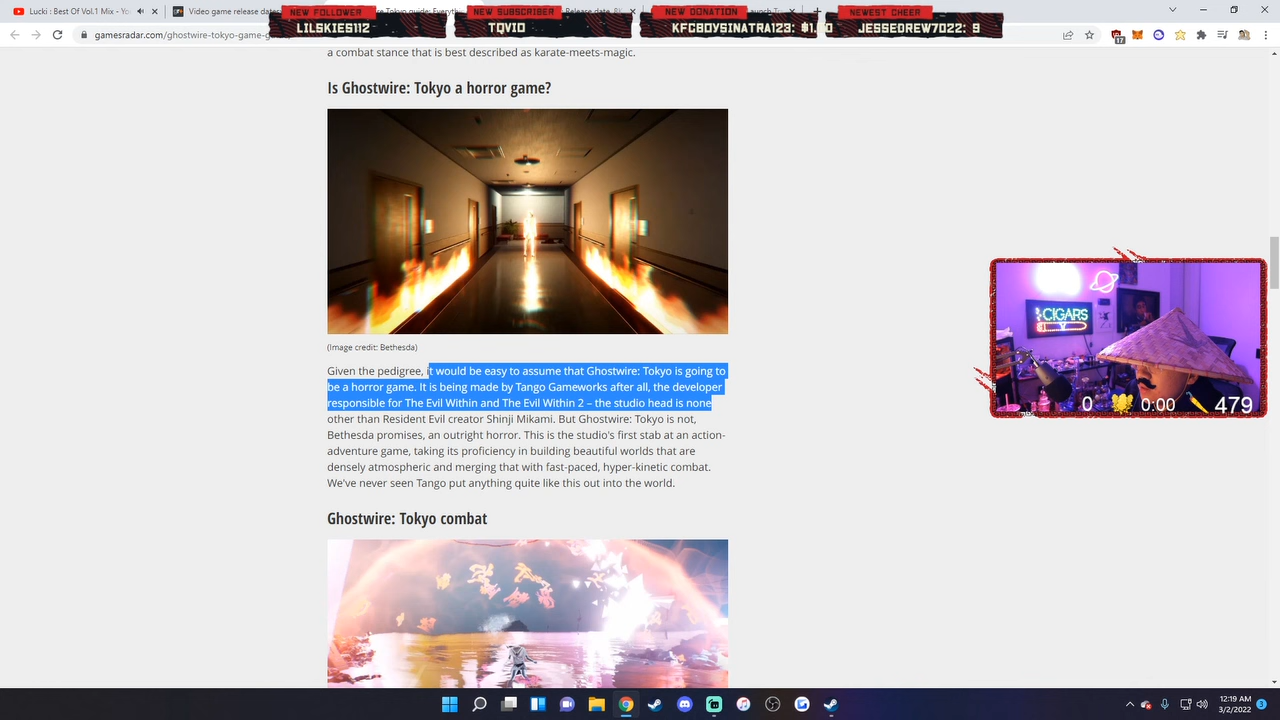 NEW FOLLOWER
NEW SUBSCRIBER
NEW DONATION
NEWEST CHEER
LILSKIES112
TQVIO
KFCBOYSINATRA123: $1.00
JESSEDREW7022: 9
Lucki : Best Of Vol.1 Mix - Yo
Video game release dates
Release date
gamesradar.com
17
a combat stance that is best described as karate-meets-magic.
Is Ghostwire: Tokyo a horror game?
(Image credit: Bethesda)
Given the pedigree, it would be easy to assume that Ghostwire: Tokyo is going to
be a horror game. It is being made by Tango Gameworks after all, the developer
responsible for The Evil Within and The Evil Within 2 – the studio head is none
other than Resident Evil creator Shinji Mikami. But Ghostwire: Tokyo is not,
Bethesda promises, an outright horror. This is the studio's first stab at an action-
adventure game, taking its proficiency in building beautiful worlds that are
densely atmospheric and merging that with fast-paced, hyper-kinetic combat.
We've never seen Tango put anything quite like this out into the world.
CIGARS
0
0:00
479
Ghostwire: Tokyo combat
12:19 AM
3/2/2022
3